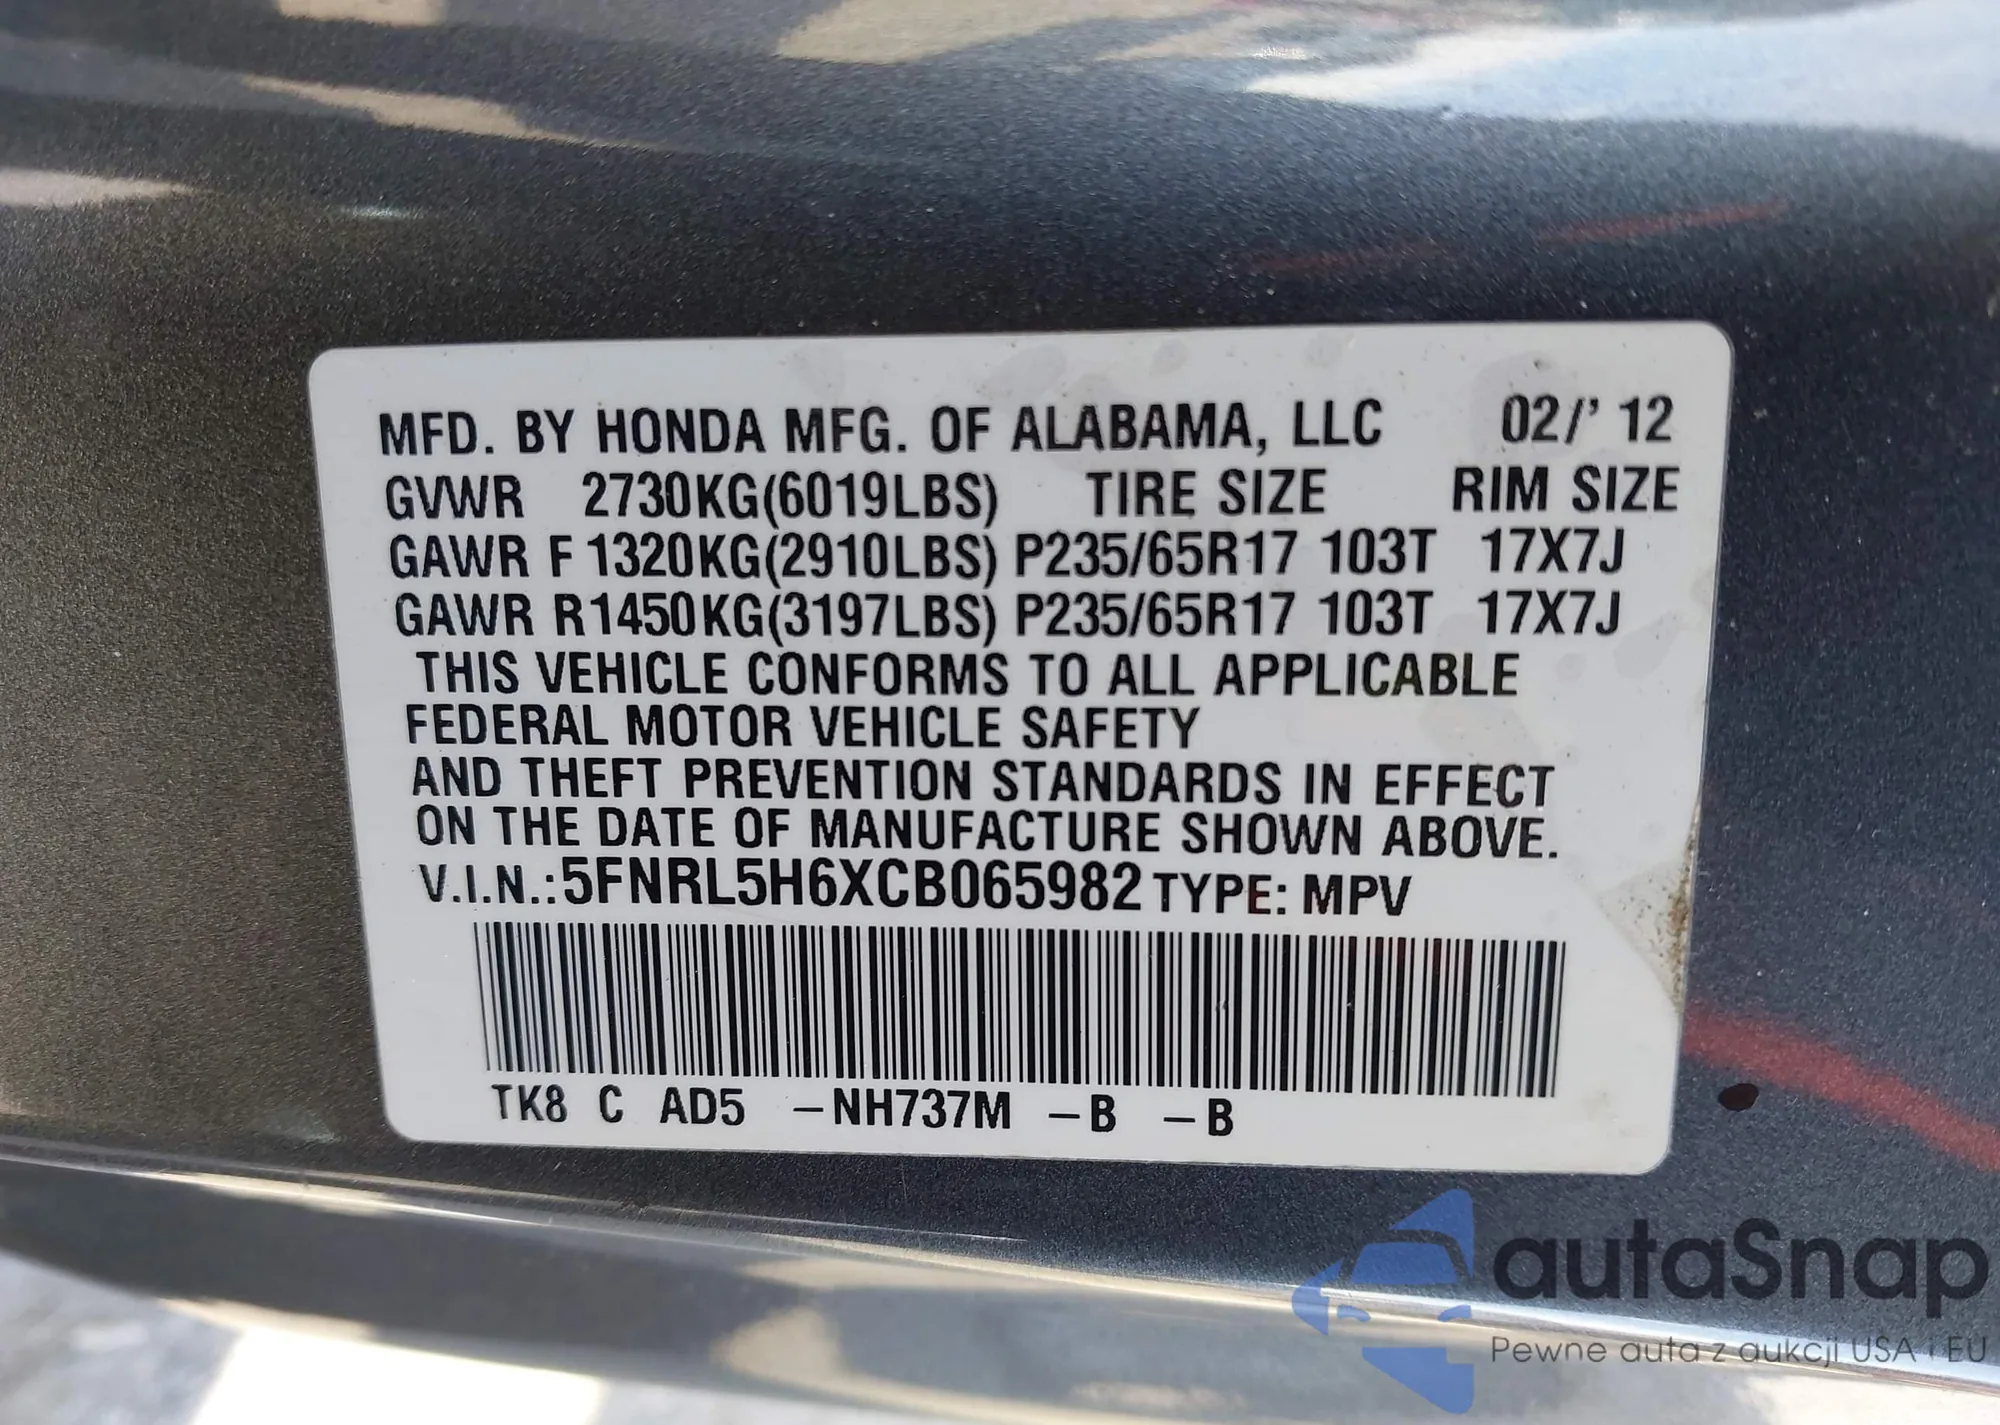 MFD. BY HONDA MFG. OF ALABAMA, LLC 02/' 12
GVWR 2730KG(6019LBS) TIRE SIZE RIM SIZE
GAWR F 1320KG(2910LBS) P235/65R17 103T 17X7J
GAWR R1450KG(3197LBS) P235/65R17 103T 17X7J
THIS VEHICLE CONFORMS TO ALL APPLICABLE
FEDERAL MOTOR VEHICLE SAFETY
AND THEFT PREVENTION STANDARDS IN EFFECT
ON THE DATE OF MANUFACTURE SHOWN ABOVE.
V.I.N.:5FNRL5H6XCB065982 TYPE: MPV
TK8 C AD5 –NH737M –B –B
autaSnap
Pewne auta z aukcji USA i EU